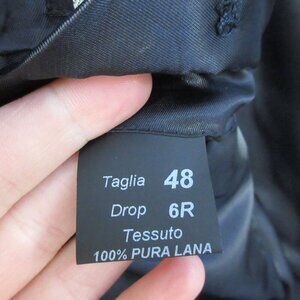 Taglia 48
Drop 6R
Tessuto
100% PURA LANA